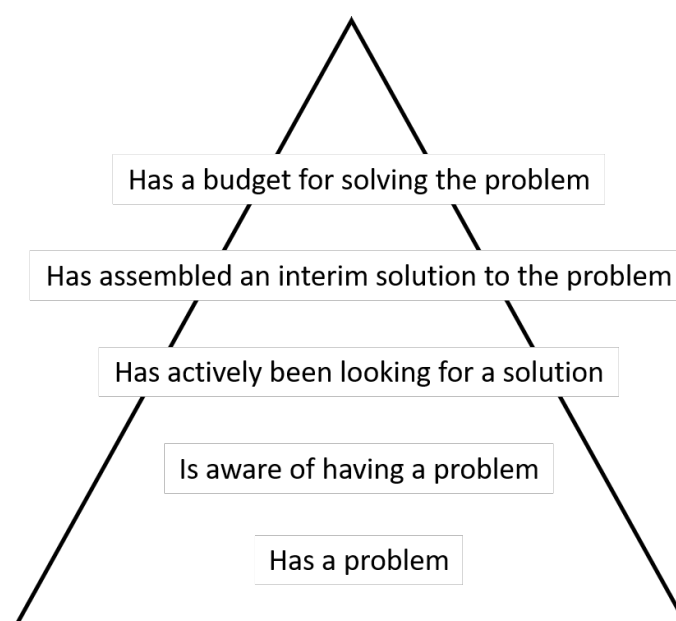 Has a budget for solving the problem
Has assembled an interim solution to the problem
Has actively been looking for a solution
Is aware of having a problem
Has a problem